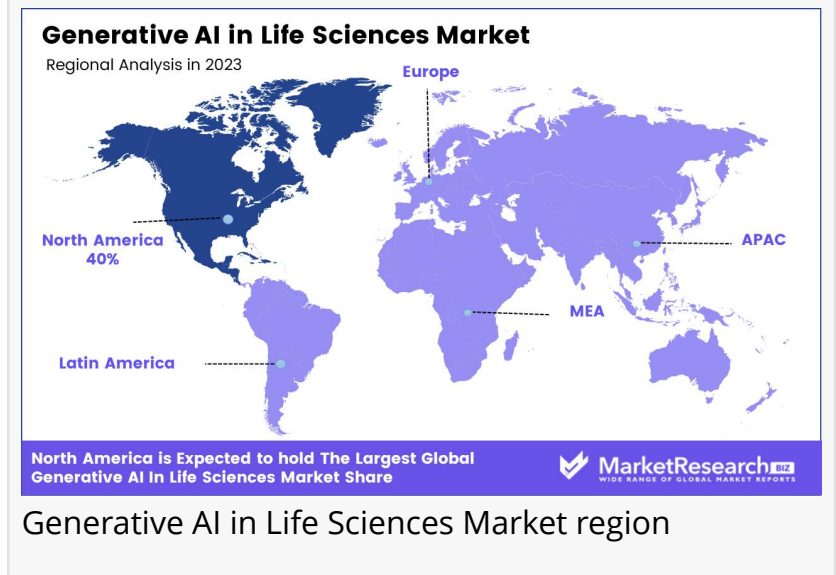 Generative AI in Life Sciences Market
Regional Analysis in 2023
Europe
North America
40%
APAC
MEA
Latin America
North America is Expected to hold The Largest Global
Generative AI In Life Sciences Market Share
MarketResearch BIZ
WIDE RANGE OF GLOBAL MARKET REPORTS
Generative AI in Life Sciences Market region